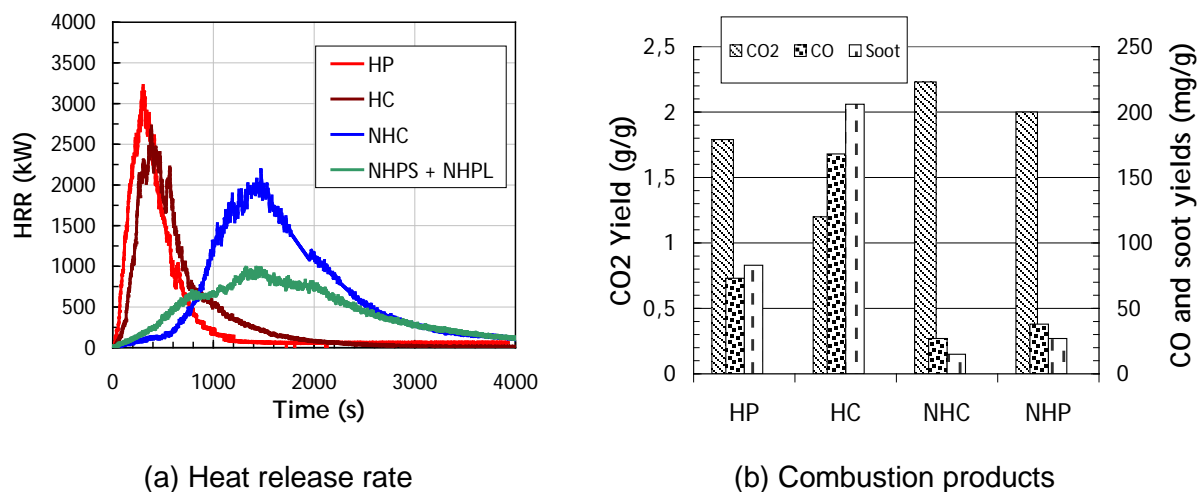 4000
3500
3000
2500
2000
1500
1000
500
0
HRR (kW)
HP
HC
NHC
NHPS + NHPL
0 1000 2000 3000 4000
Time (s)
(a) Heat release rate
2,5
2
1,5
1
0,5
0
CO2 Yield (g/g)
CO2 CO Soot
250
200
150
100
50
0
CO and soot yields (mg/g)
HP HC NHC NHP
(b) Combustion products